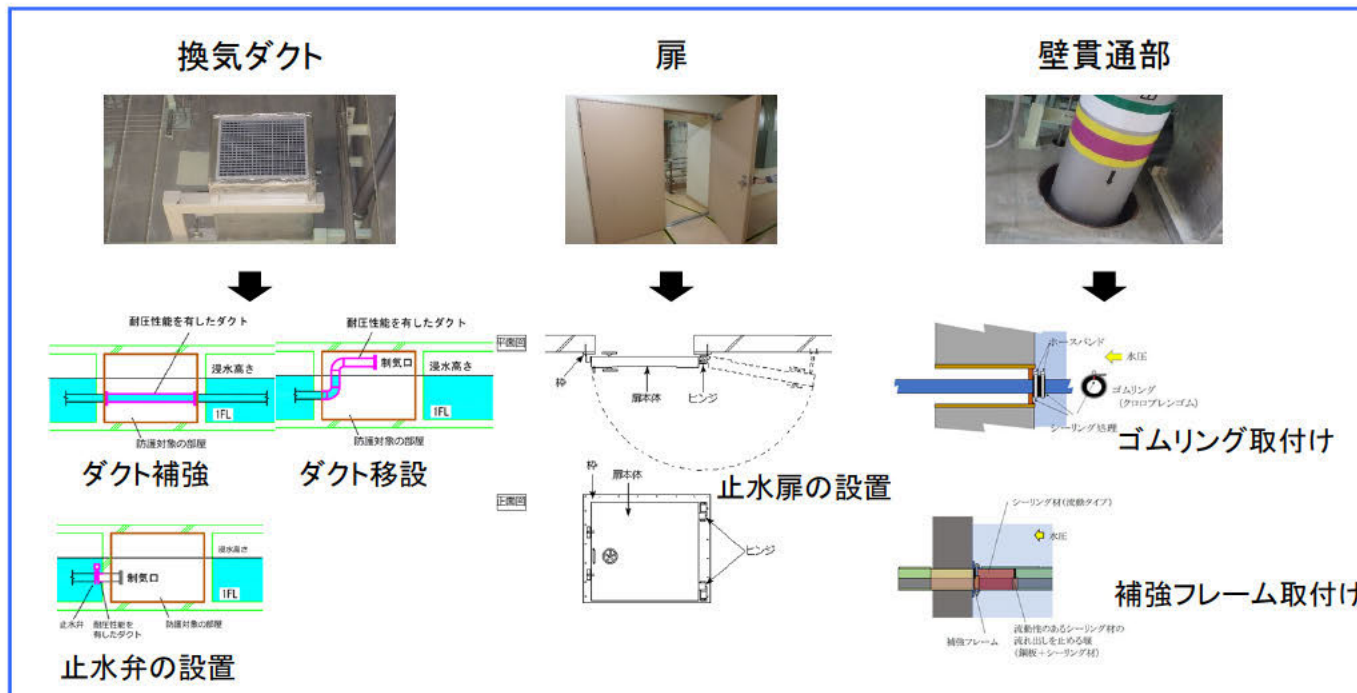 換気ダクト
扉
壁貫通部
耐圧性能を有したダクト
浸水高さ
1FL
防護対象の部屋
ダクト補強
耐圧性能を有したダクト
制気口
浸水高さ
1FL
防護対象の部屋
ダクト移設
浸水高さ
制気口
1FL
止水弁
耐圧性能を
有したダクト
防護対象の部屋
止水弁の設置
平面図
枠
扉本体
ヒンジ
正面図
枠
扉本体
ヒンジ
止水扉の設置
ホースバンド
水圧
ゴムリング
(クロロプレンゴム)
シーリング処理
ゴムリング取付け
シーリング材(流動タイプ)
水圧
補強フレーム
流動性のあるシーリング材の
流れ出しを止める堰
(鋼板+シーリング材)
補強フレーム取付け